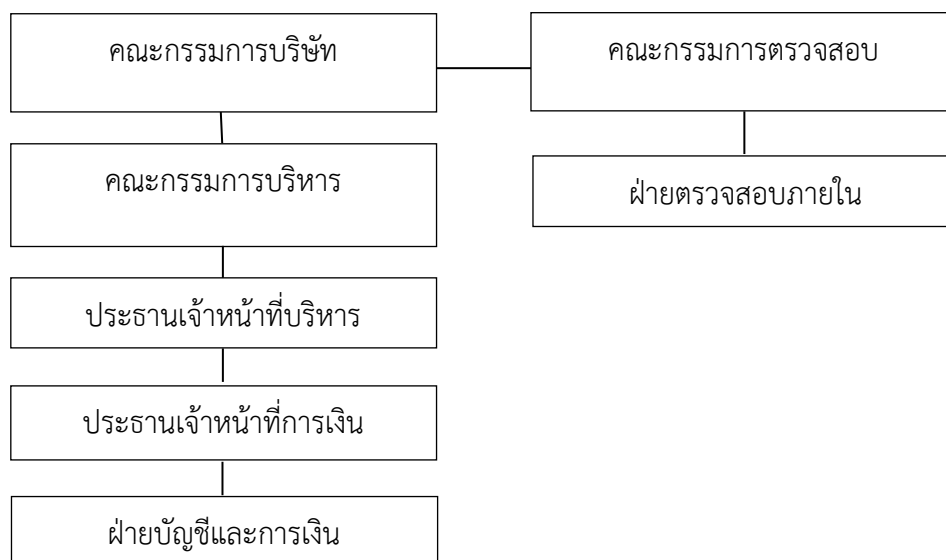 คณะกรรมการบริษัท
คณะกรรมการตรวจสอบ
คณะกรรมการบริหาร
ฝ่ายตรวจสอบภายใน
ประธานเจ้าหน้าที่บริหาร
ประธานเจ้าหน้าที่การเงิน
ฝ่ายบัญชีและการเงิน